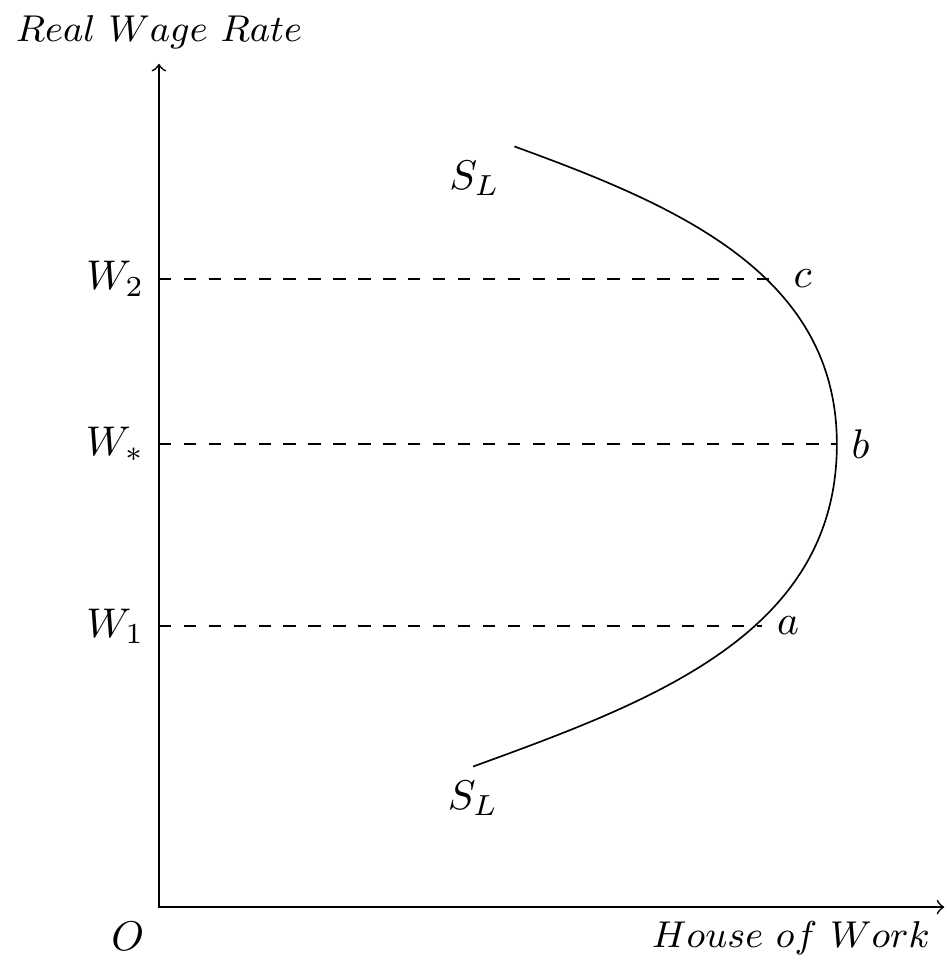 Real Wage Rate
S_L
W_2
c
W_*
b
W_1
a
S_L
O
House of Work